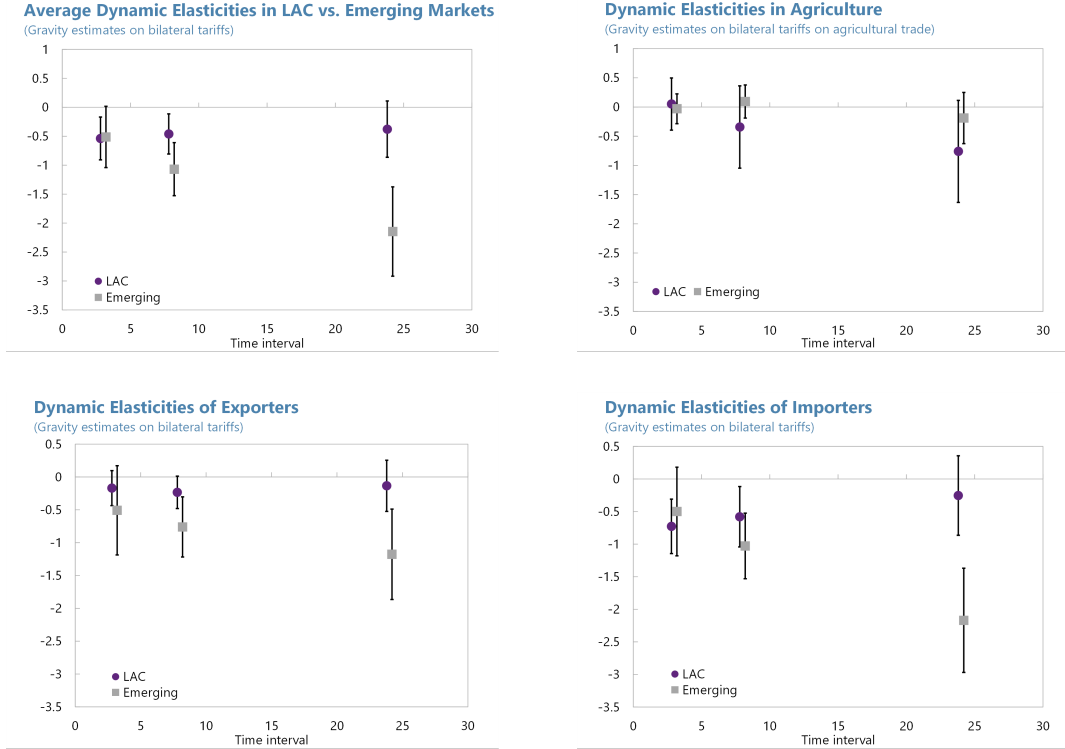 Average Dynamic Elasticities in LAC vs. Emerging Markets
(Gravity estimates on bilateral tariffs)
1
0.5
0
-0.5
-1
-1.5
-2
-2.5
-3
-3.5
LAC
Emerging
0 5 10 15 20 25 30
Time interval
Dynamic Elasticities in Agriculture
(Gravity estimates on bilateral tariffs on agricultural trade)
1
0.5
0
-0.5
-1
-1.5
-2
-2.5
-3
-3.5
LAC Emerging
0 5 10 15 20 25 30
Time interval
Dynamic Elasticities of Exporters
(Gravity estimates on bilateral tariffs)
0.5
0
-0.5
-1
-1.5
-2
-2.5
-3
-3.5
LAC
Emerging
0 5 10 15 20 25 30
Time interval
Dynamic Elasticities of Importers
(Gravity estimates on bilateral tariffs)
0.5
0
-0.5
-1
-1.5
-2
-2.5
-3
-3.5
LAC
Emerging
0 5 10 15 20 25 30
Time interval